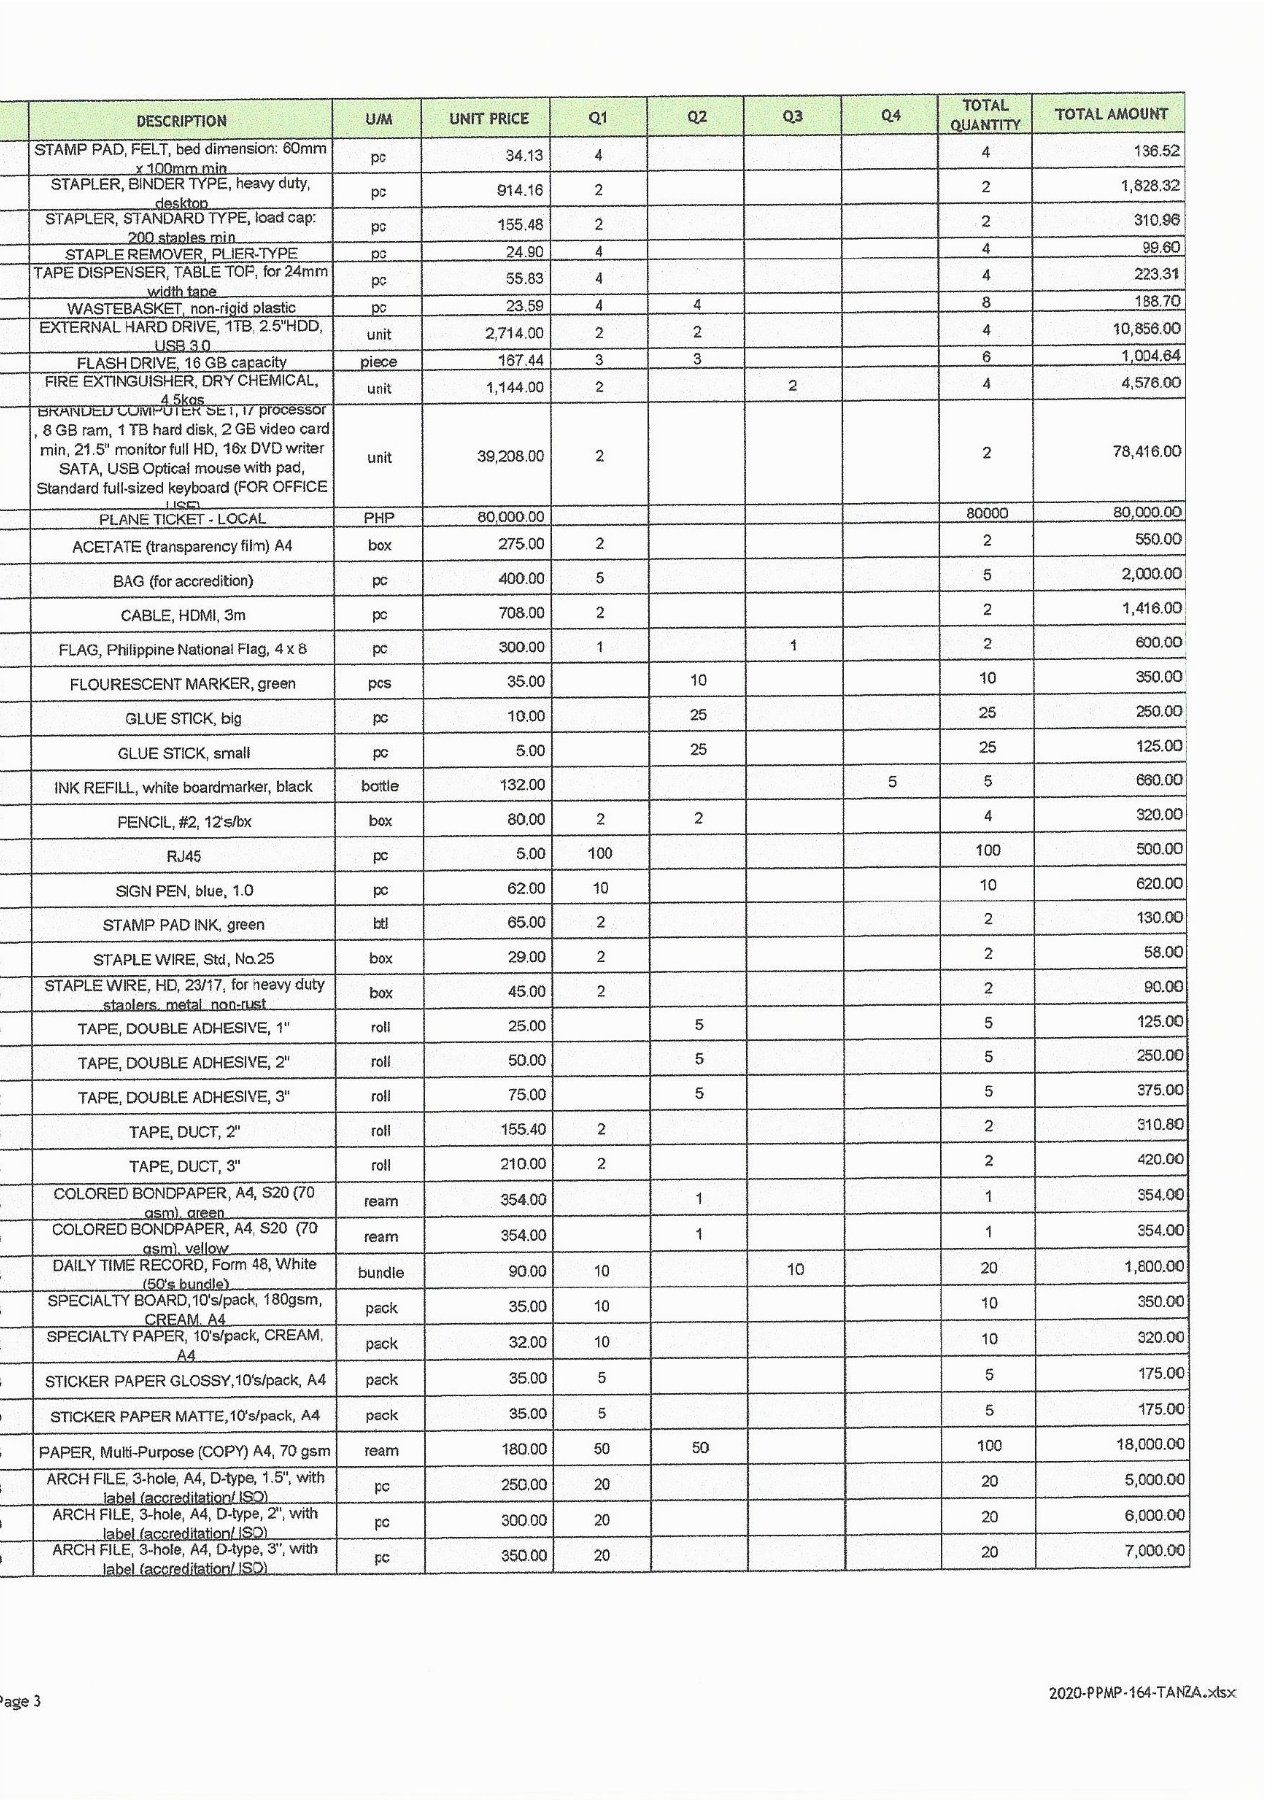 DESCRIPTION U/M UNIT PRICE Q1 Q2 Q3 Q4 TOTAL QUANTITY TOTAL AMOUNT
STAMP PAD, FELT, bed dimension: 60mm
x 100mm min pc 34.13 4 4 136.52
STAPLER, BINDER TYPE, heavy duty,
desktop pc 914.16 2 2 1,828.32
STAPLER, STANDARD TYPE, load cap:
200 staples min pc 155.48 2 2 310.96
STAPLE REMOVER, PLIER-TYPE pc 24.90 4 4 99.60
TAPE DISPENSER, TABLE TOP, for 24mm
width tape pc 55.83 4 4 223.31
WASTEBASKET, non-rigid plastic pc 23.59 4 4 8 188.70
EXTERNAL HARD DRIVE, 1TB, 2.5"HDD,
USB 3.0 unit 2,714.00 2 2 4 10,856.00
FLASH DRIVE, 16 GB capacity piece 167.44 3 3 6 1,004.64
FIRE EXTINGUISHER, DRY CHEMICAL,
4.5kgs unit 1,144.00 2 2 4 4,576.00
BRANDED COMPUTER SET, i7 processor
, 8 GB ram, 1 TB hard disk, 2 GB video card
min, 21.5" monitor full HD, 16x DVD writer
SATA, USB Optical mouse with pad,
Standard full-sized keyboard (FOR OFFICE
USE) unit 39,208.00 2 2 78,416.00
PLANE TICKET - LOCAL PHP 80,000.00 80000 80,000.00
ACETATE (transparency film) A4 box 275.00 2 2 550.00
BAG (for accredition) pc 400.00 5 5 2,000.00
CABLE, HDMI, 3m pc 708.00 2 2 1,416.00
FLAG, Philippine National Flag, 4 x 8 pc 300.00 1 1 2 600.00
FLOURESCENT MARKER, green pcs 35.00 10 10 350.00
GLUE STICK, big pc 10.00 25 25 250.00
GLUE STICK, small pc 5.00 25 25 125.00
INK REFILL, white boardmarker, black bottle 132.00 5 5 660.00
PENCIL, #2, 12's/bx box 80.00 2 2 4 320.00
RJ45 pc 5.00 100 100 500.00
SIGN PEN, blue, 1.0 pc 62.00 10 10 620.00
STAMP PAD INK, green btl 65.00 2 2 130.00
STAPLE WIRE, Std, No.25 box 29.00 2 2 58.00
STAPLE WIRE, HD, 23/17, for heavy duty
staplers, metal, non-rust box 45.00 2 2 90.00
TAPE, DOUBLE ADHESIVE, 1" roll 25.00 5 5 125.00
TAPE, DOUBLE ADHESIVE, 2" roll 50.00 5 5 250.00
TAPE, DOUBLE ADHESIVE, 3" roll 75.00 5 5 375.00
TAPE, DUCT, 2" roll 155.40 2 2 310.80
TAPE, DUCT, 3" roll 210.00 2 2 420.00
COLORED BONDPAPER, A4, S20 (70
gsm), green ream 354.00 1 1 354.00
COLORED BONDPAPER, A4, S20 (70
gsm), yellow ream 354.00 1 1 354.00
DAILY TIME RECORD, Form 48, White
(50's bundle) bundle 90.00 10 10 20 1,800.00
SPECIALTY BOARD,10's/pack, 180gsm,
CREAM, A4 pack 35.00 10 10 350.00
SPECIALTY PAPER, 10's/pack, CREAM,
A4 pack 32.00 10 10 320.00
STICKER PAPER GLOSSY,10's/pack, A4 pack 35.00 5 5 175.00
STICKER PAPER MATTE,10's/pack, A4 pack 35.00 5 5 175.00
PAPER, Multi-Purpose (COPY) A4, 70 gsm ream 180.00 50 50 100 18,000.00
ARCH FILE, 3-hole, A4, D-type, 1.5", with
label (accreditation/ ISO) pc 250.00 20 20 5,000.00
ARCH FILE, 3-hole, A4, D-type, 2", with
label (accreditation/ ISO) pc 300.00 20 20 6,000.00
ARCH FILE, 3-hole, A4, D-type, 3", with
label (accreditation/ ISO) pc 350.00 20 20 7,000.00
Page 3 2020-PPMP-164-TANZA.xlsx